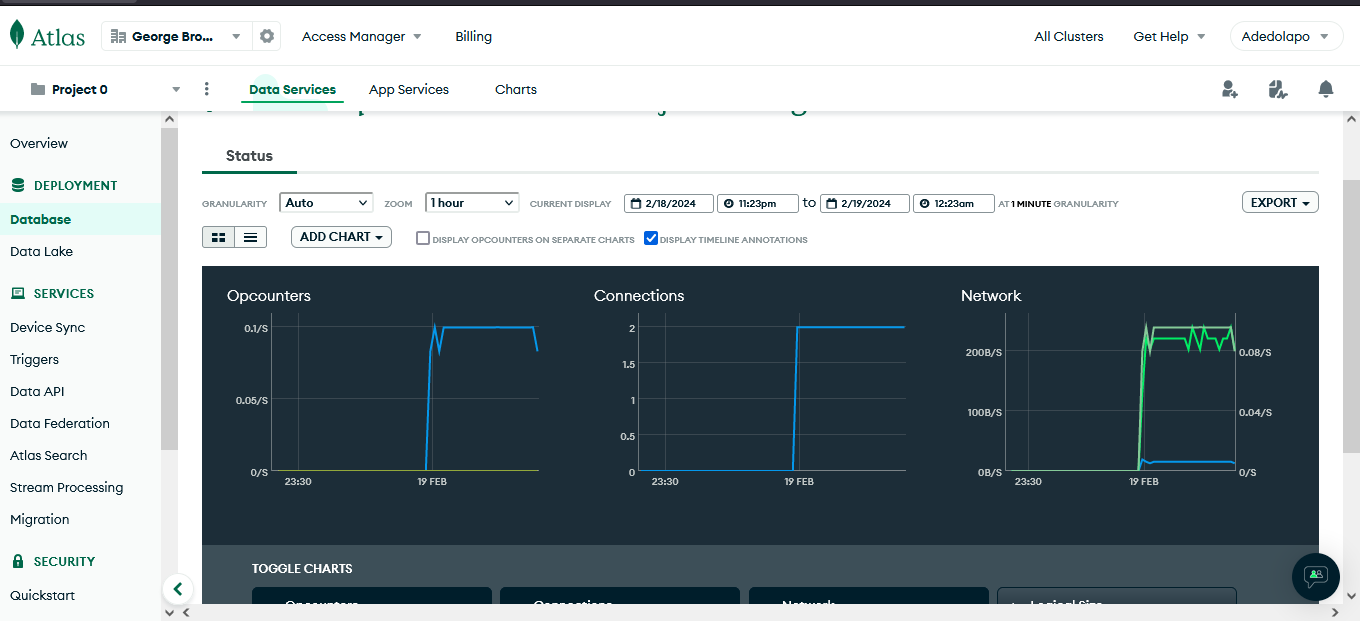 Atlas George Bro... Access Manager Billing All Clusters Get Help Adedolapo
Project 0 Data Services App Services Charts
Overview
DEPLOYMENT
Database
Data Lake
SERVICES
Device Sync
Triggers
Data API
Data Federation
Atlas Search
Stream Processing
Migration
SECURITY
Quickstart
Status
GRANULARITY Auto ZOOM 1 hour CURRENT DISPLAY 2/18/2024 11:23pm to 2/19/2024 12:23am AT 1 MINUTE GRANULARITY EXPORT
ADD CHART DISPLAY OPCOUNTERS ON SEPARATE CHARTS DISPLAY TIMELINE ANNOTATIONS
Opcounters
0.1/S
0.05/S
0/S
23:30 19 FEB
Connections
2
1.5
1
0.5
0
23:30 19 FEB
Network
200B/S 0.08/S
100B/S 0.04/S
0B/S 0/S
23:30 19 FEB
TOGGLE CHARTS
Opcounters Connections Network Logical Size